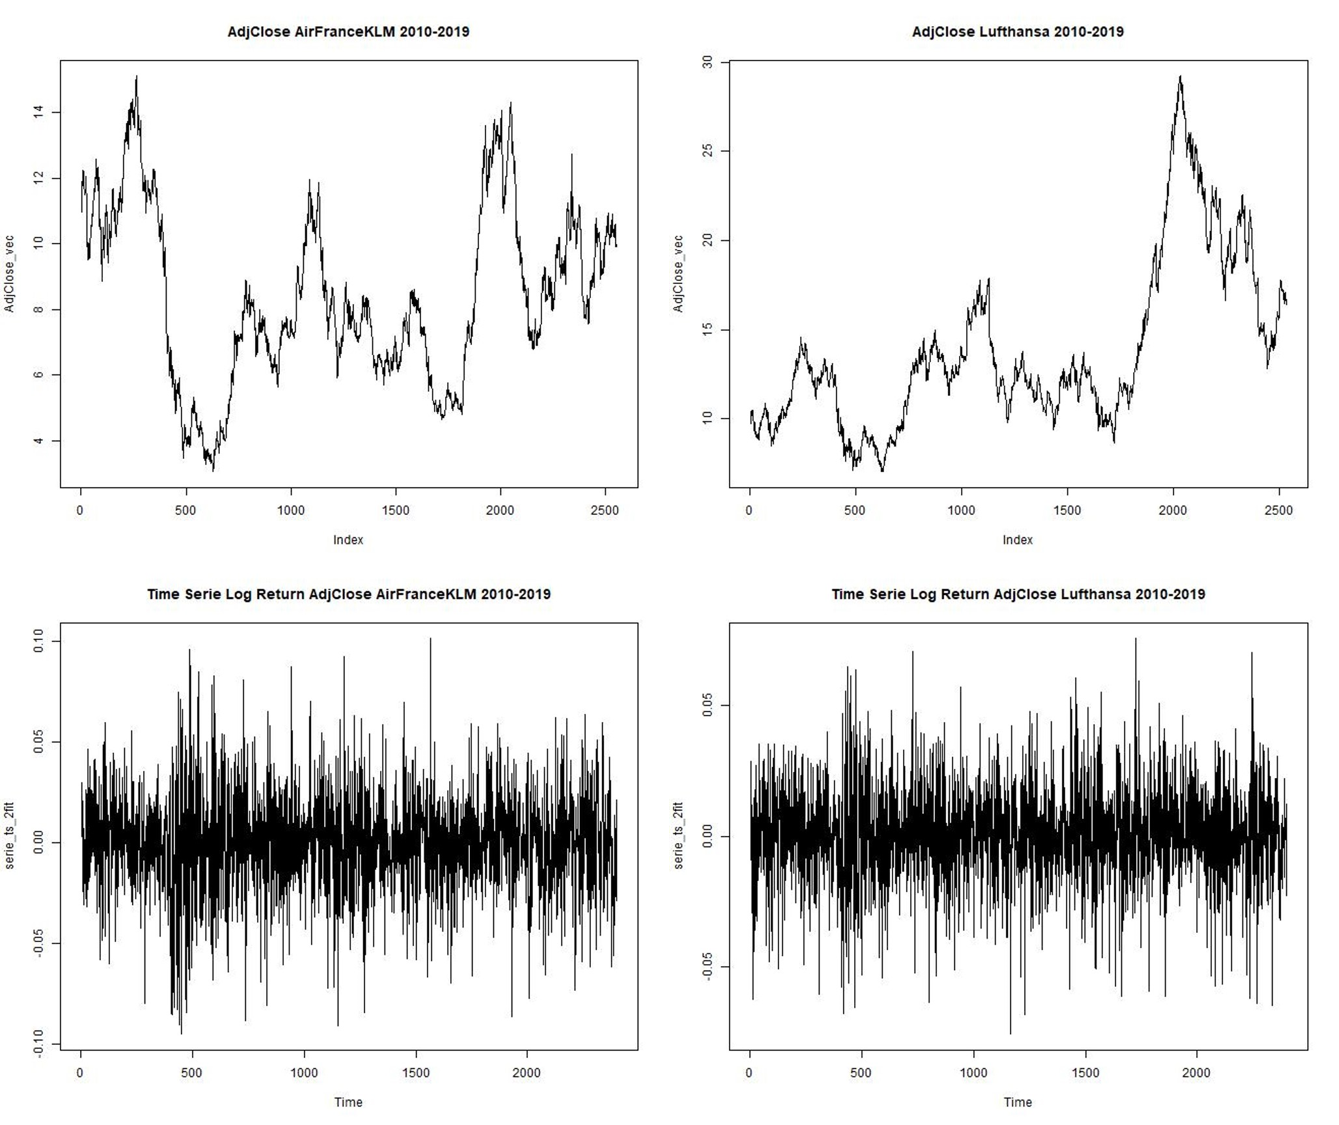 AdjClose AirFranceKLM 2010-2019
AdjClose_vec
14
12
10
8
6
4
0 500 1000 1500 2000 2500
Index
AdjClose Lufthansa 2010-2019
AdjClose_vec
30
25
20
15
10
0 500 1000 1500 2000 2500
Index
Time Serie Log Return AdjClose AirFranceKLM 2010-2019
serie_ts_2fit
0.10
0.05
0.00
-0.05
-0.10
0 500 1000 1500 2000
Time
Time Serie Log Return AdjClose Lufthansa 2010-2019
serie_ts_2fit
0.05
0.00
-0.05
0 500 1000 1500 2000
Time